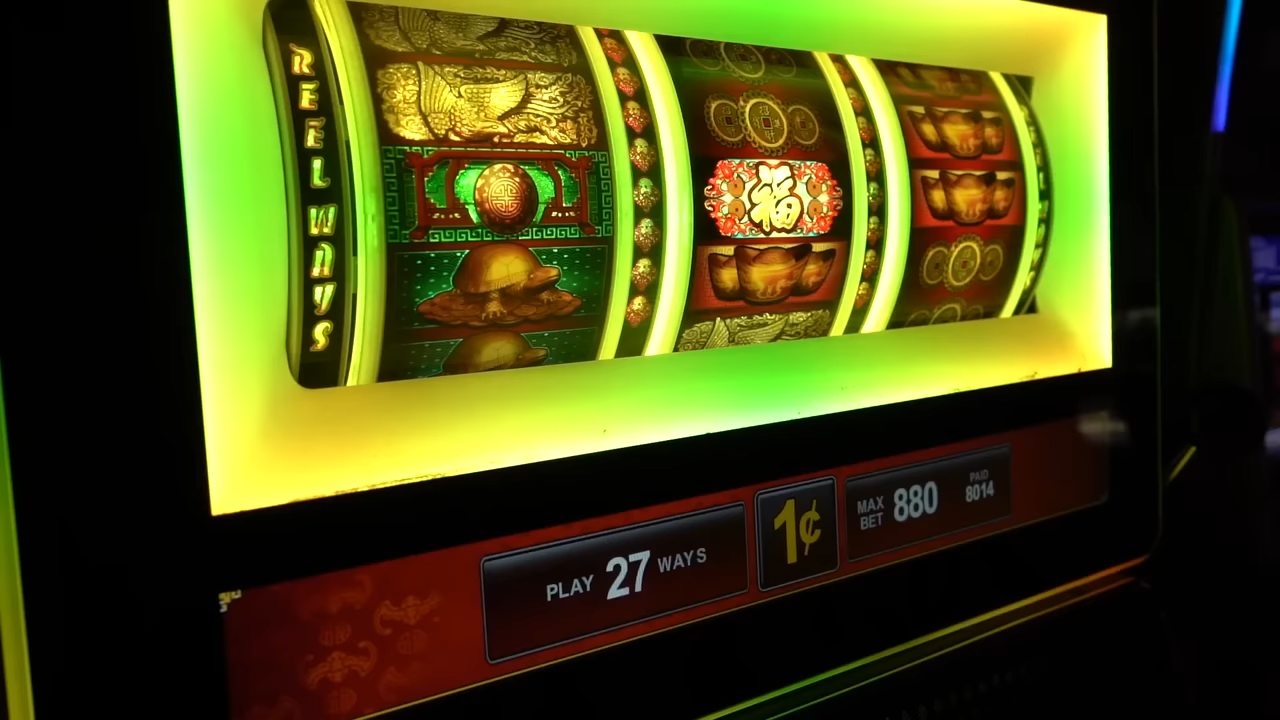 REEL WAYS
福
PLAY 27 WAYS
1¢
MAX BET 880
PAID 8014